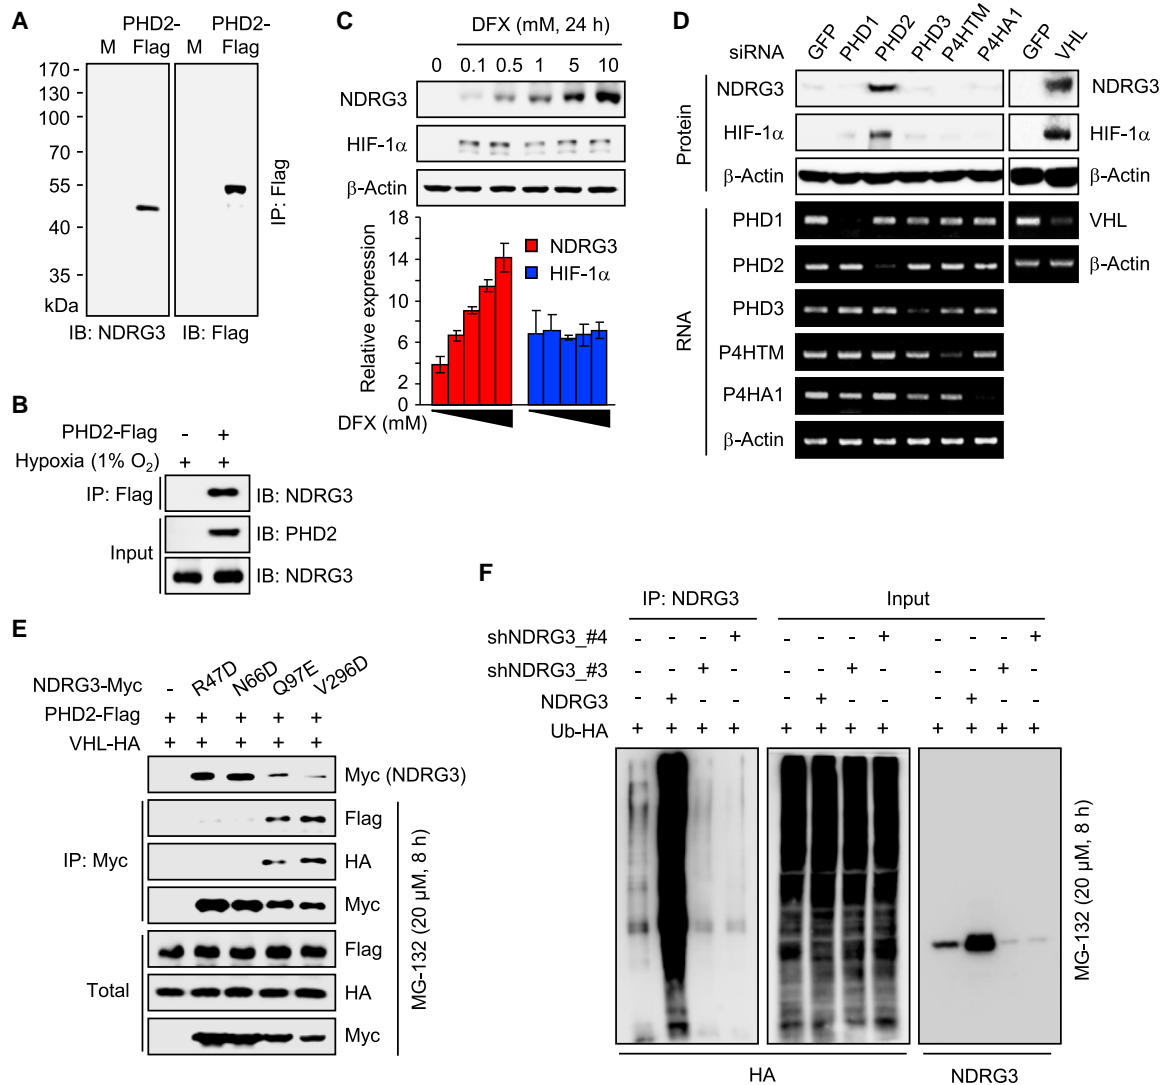 A
PHD2-
M Flag
PHD2-
M Flag
170 -
130 -
100 -
70 -
55 -
40 -
35 -
kDa
IP: Flag
IB: NDRG3 IB: Flag
B
PHD2-Flag - +
Hypoxia (1% O2) + +
IP: Flag IB: NDRG3
Input IB: PHD2
IB: NDRG3
C
DFX (mM, 24 h)
0 0.1 0.5 1 5 10
NDRG3
HIF-1α
β-Actin
Relative expression
18
14
10
6
2
0
NDRG3
HIF-1α
DFX (mM)
D
siRNA GFP PHD1 PHD2 PHD3 P4HTM P4HA1 GFP VHL
Protein
NDRG3 NDRG3
HIF-1α HIF-1α
β-Actin β-Actin
RNA
PHD1 VHL
PHD2 β-Actin
PHD3
P4HTM
P4HA1
β-Actin
E
NDRG3-Myc - R47D N66D Q97E V296D
PHD2-Flag + + + + +
VHL-HA + + + + +
Myc (NDRG3)
IP: Myc
Flag
HA
Myc
Total
Flag
HA
Myc
MG-132 (20 µM, 8 h)
F
IP: NDRG3 Input
shNDRG3_#4 - - - + - - - + - - - +
shNDRG3_#3 - - + - - - + - - - + -
NDRG3 - + - - - + - - - + - -
Ub-HA + + + + + + + + + + + +
MG-132 (20 µM, 8 h)
HA NDRG3